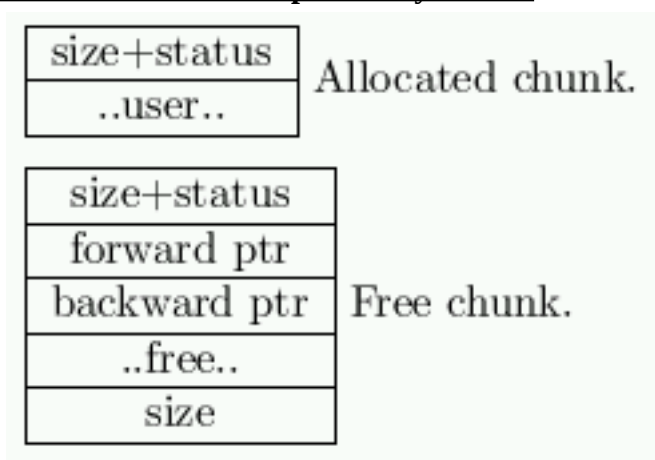 size+status
..user..
Allocated chunk.
size+status
forward ptr
backward ptr
..free..
size
Free chunk.